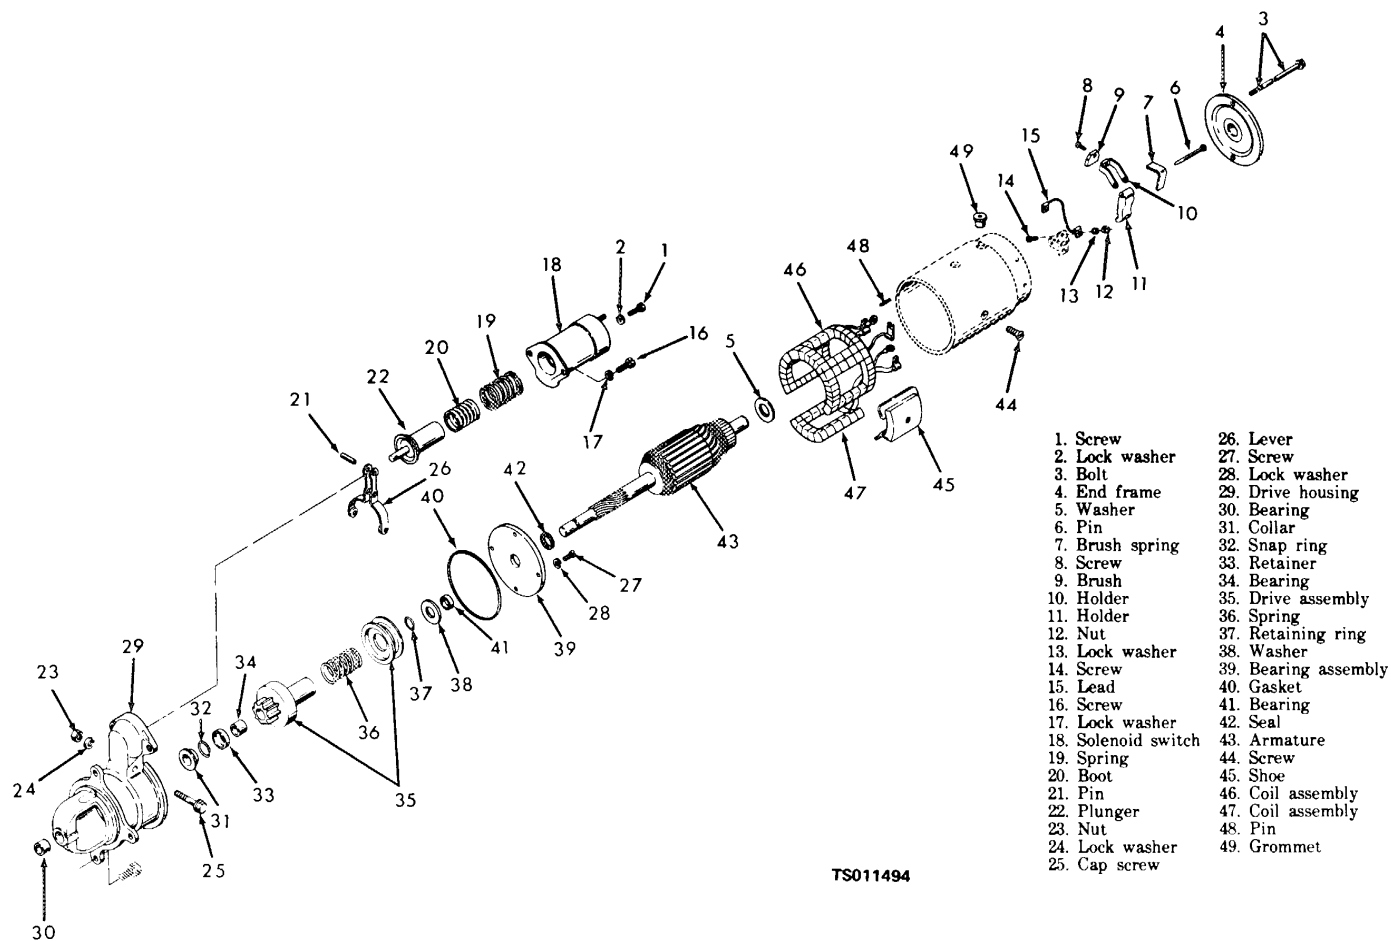 3
4
8
9
7
6
15
49
14
10
48
2
1
18
46
13
12
11
19
16
20
5
22
21
17
44
26
42
47
45
40
43
27
28
41
39
29
34
37
38
23
32
36
24
33
35
31
25
30
1. Screw
2. Lock washer
3. Bolt
4. End frame
5. Washer
6. Pin
7. Brush spring
8. Screw
9. Brush
10. Holder
11. Holder
12. Nut
13. Lock washer
14. Screw
15. Lead
16. Screw
17. Lock washer
18. Solenoid switch
19. Spring
20. Boot
21. Pin
22. Plunger
23. Nut
24. Lock washer
25. Cap screw
26. Lever
27. Screw
28. Lock washer
29. Drive housing
30. Bearing
31. Collar
32. Snap ring
33. Retainer
34. Bearing
35. Drive assembly
36. Spring
37. Retaining ring
38. Washer
39. Bearing assembly
40. Gasket
41. Bearing
42. Seal
43. Armature
44. Screw
45. Shoe
46. Coil assembly
47. Coil assembly
48. Pin
49. Grommet
TS011494